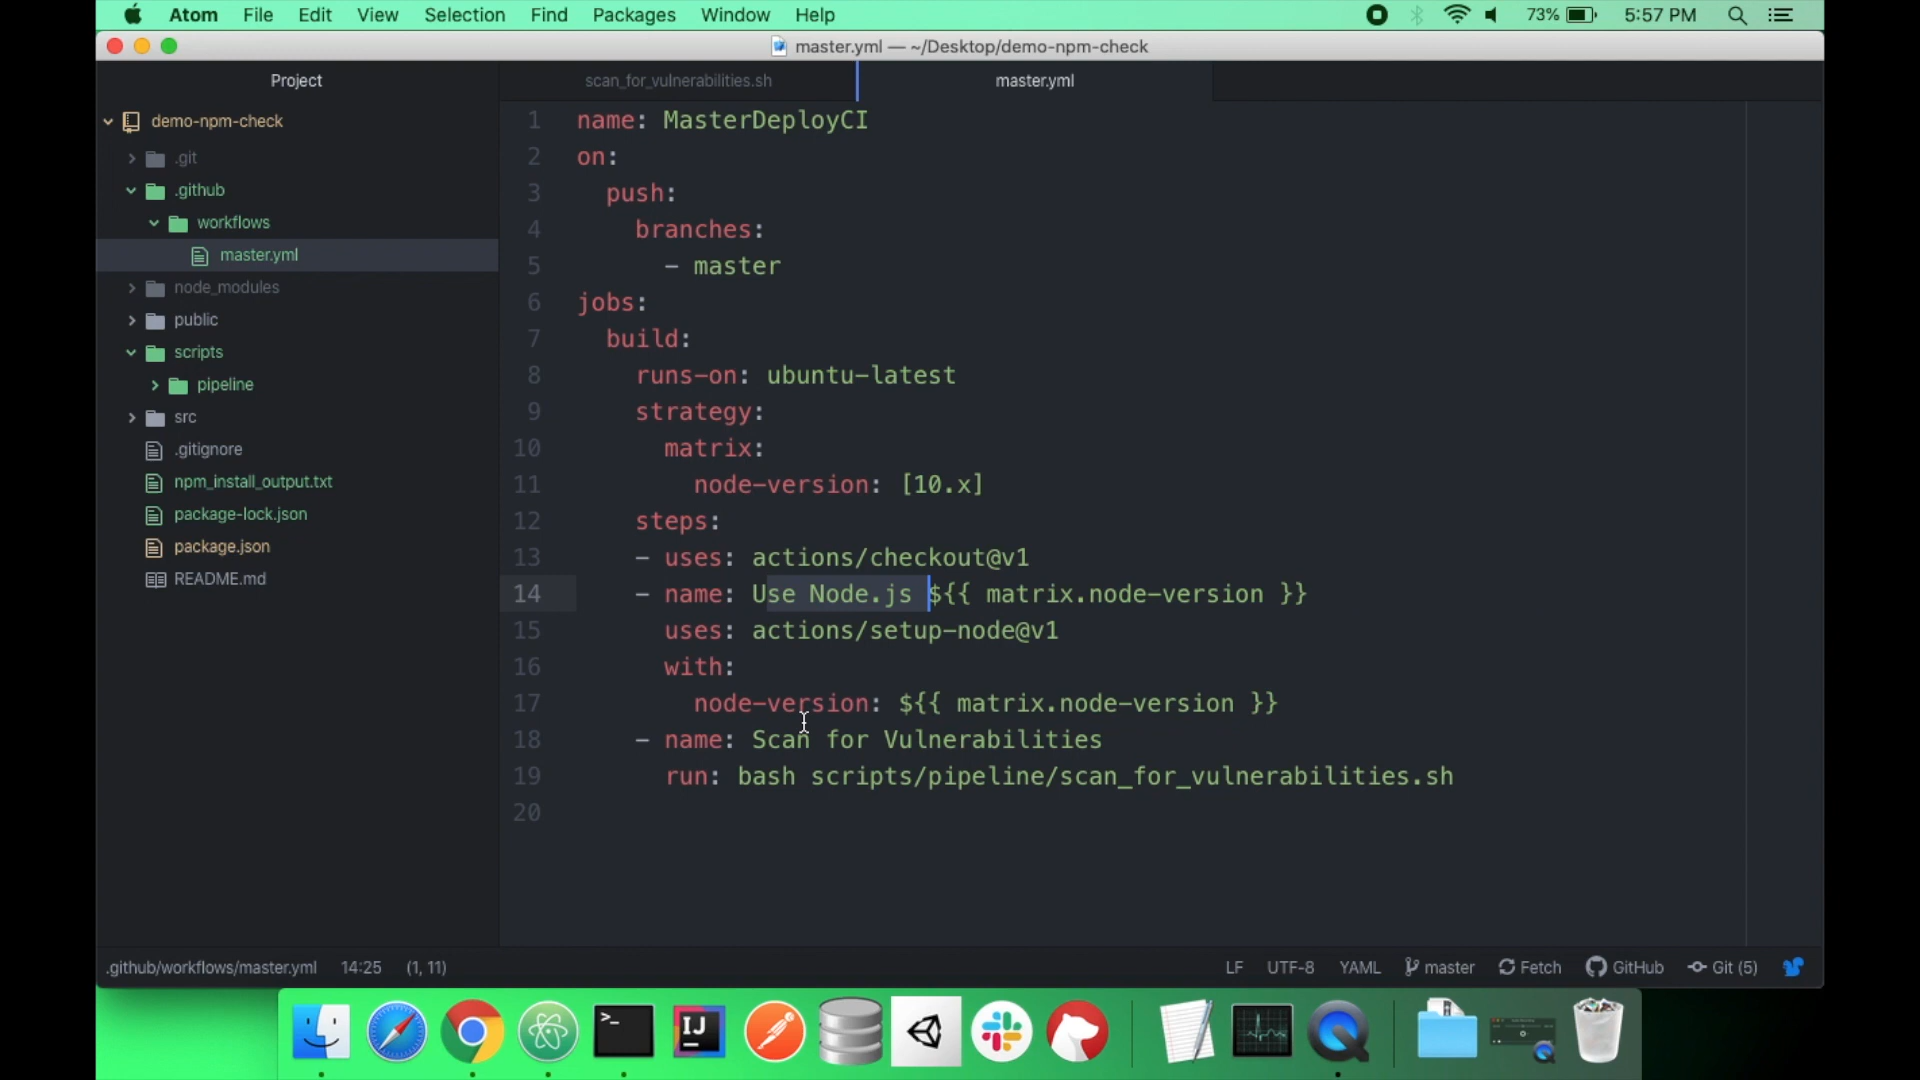 Atom File Edit View Selection Find Packages Window Help 73% 5:57 PM
master.yml — ~/Desktop/demo-npm-check
Project
scan_for_vulnerabilities.sh
master.yml
demo-npm-check
.git
.github
workflows
master.yml
node_modules
public
scripts
pipeline
src
.gitignore
npm_install_output.txt
package-lock.json
package.json
README.md
1 name: MasterDeployCI
2 on:
3 push:
4 branches:
5 - master
6 jobs:
7 build:
8 runs-on: ubuntu-latest
9 strategy:
10 matrix:
11 node-version: [10.x]
12 steps:
13 - uses: actions/checkout@v1
14 - name: Use Node.js ${{ matrix.node-version }}
15 uses: actions/setup-node@v1
16 with:
17 node-version: ${{ matrix.node-version }}
18 - name: Scan for Vulnerabilities
19 run: bash scripts/pipeline/scan_for_vulnerabilities.sh
20
.github/workflows/master.yml 14:25 (1, 11) LF UTF-8 YAML master Fetch GitHub Git (5)
>_
IJ